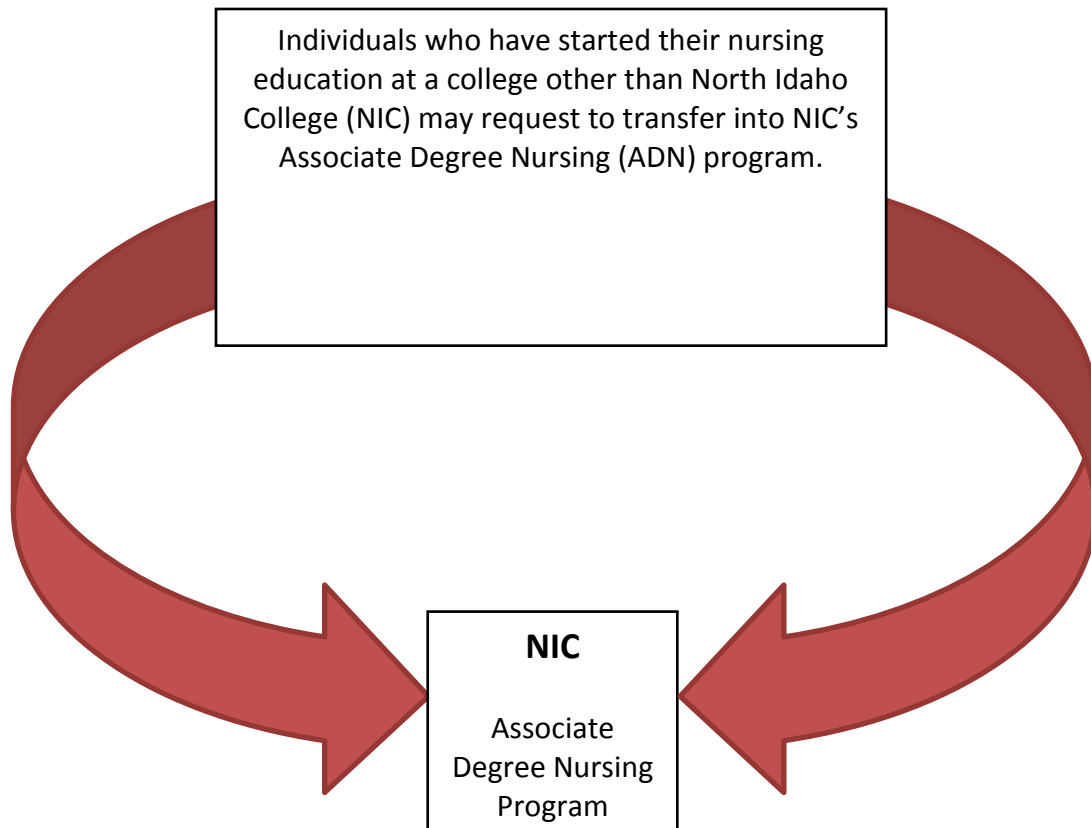 Individuals who have started their nursing
education at a college other than North Idaho
College (NIC) may request to transfer into NIC’s
Associate Degree Nursing (ADN) program.
NIC
Associate
Degree Nursing
Program